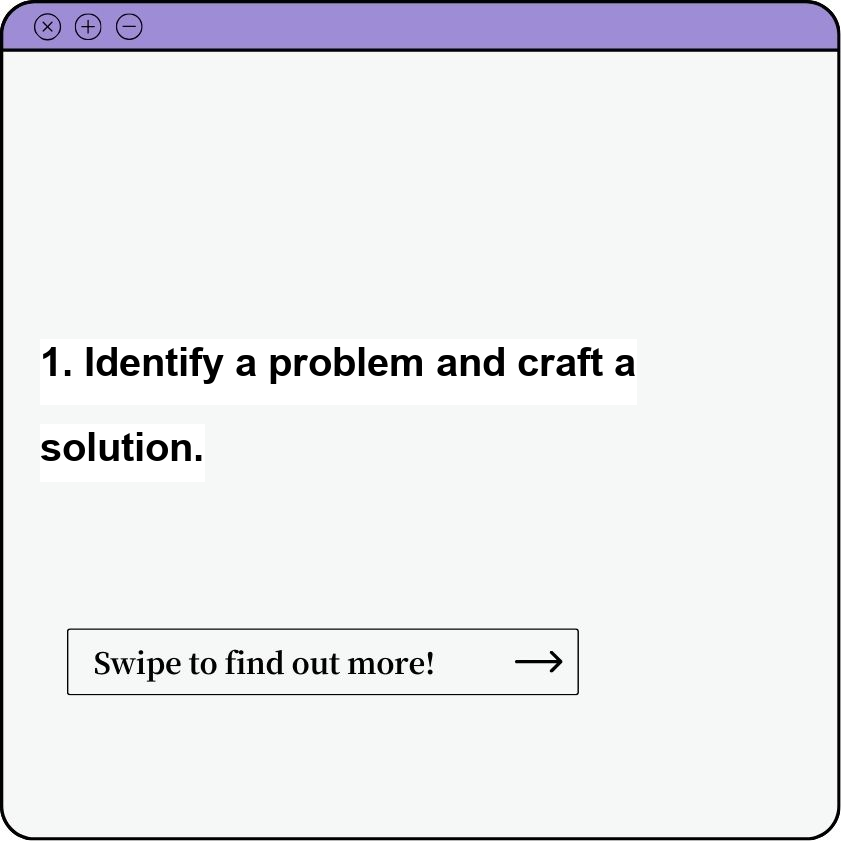 1. Identify a problem and craft a
solution.
Swipe to find out more!